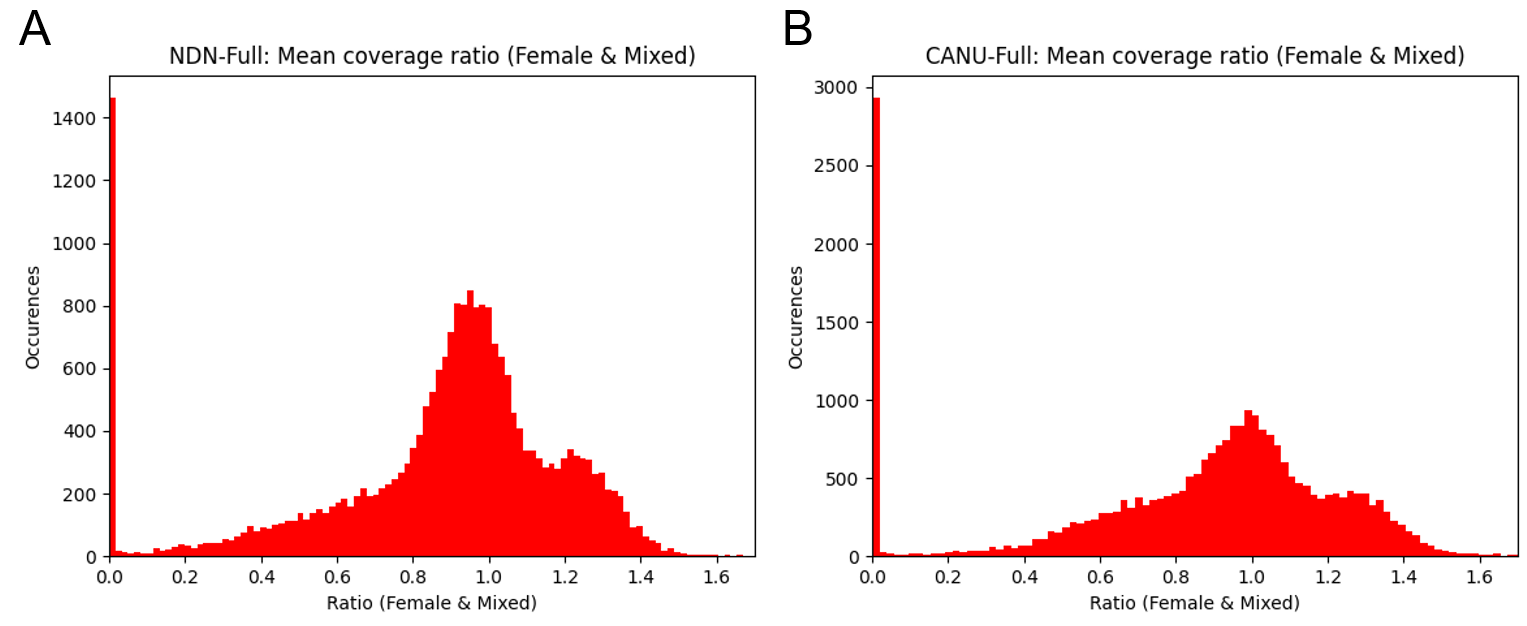 A
NDN-Full: Mean coverage ratio (Female & Mixed)
1400
1200
1000
800
600
400
200
0
Occurences
0.0 0.2 0.4 0.6 0.8 1.0 1.2 1.4 1.6
Ratio (Female & Mixed)
B
CANU-Full: Mean coverage ratio (Female & Mixed)
3000
2500
2000
1500
1000
500
0
Occurences
0.0 0.2 0.4 0.6 0.8 1.0 1.2 1.4 1.6
Ratio (Female & Mixed)